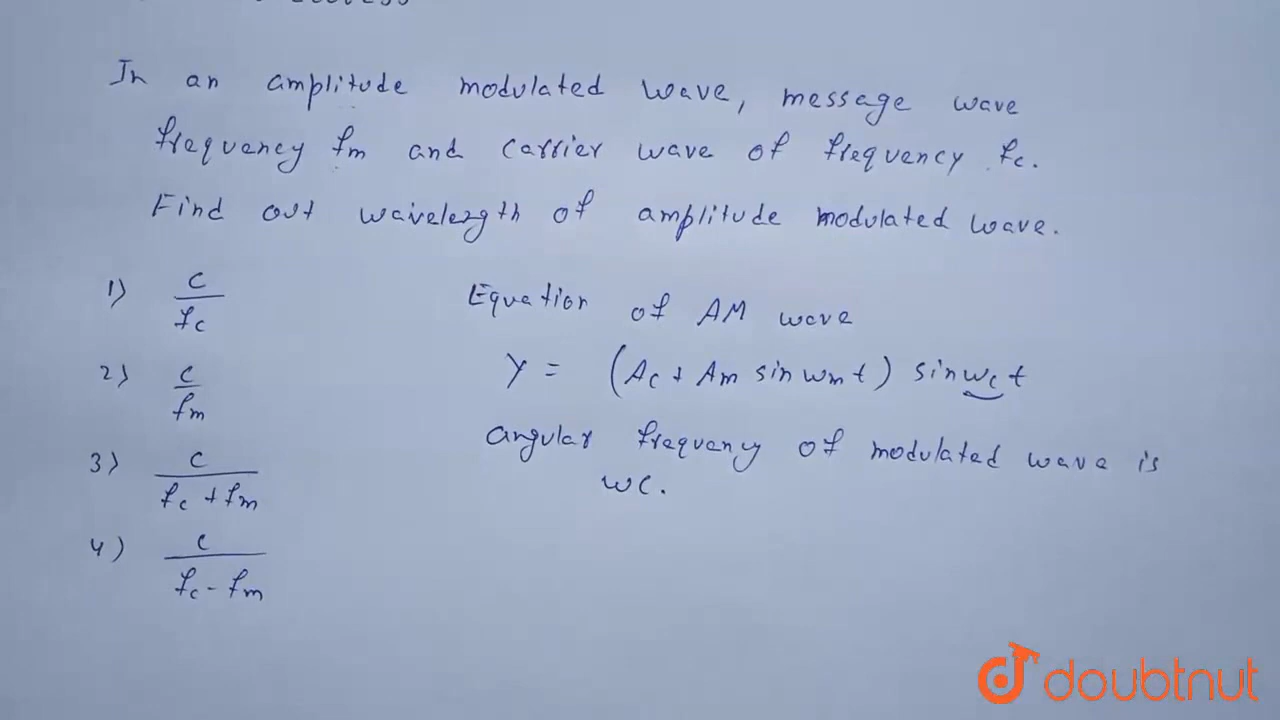 In an amplitude modulated wave, message wave
frequency fm and carrier wave of frequency fc.
Find out wavelength of amplitude modulated wave.
1) c/fc
Equation of AM wave
2) c/fm
Y = (Ac + Am sin wmt) sin wct
3) c/(fc + fm)
angular frequency of modulated wave is
wc.
4) c/(fc - fm)
doubtnut